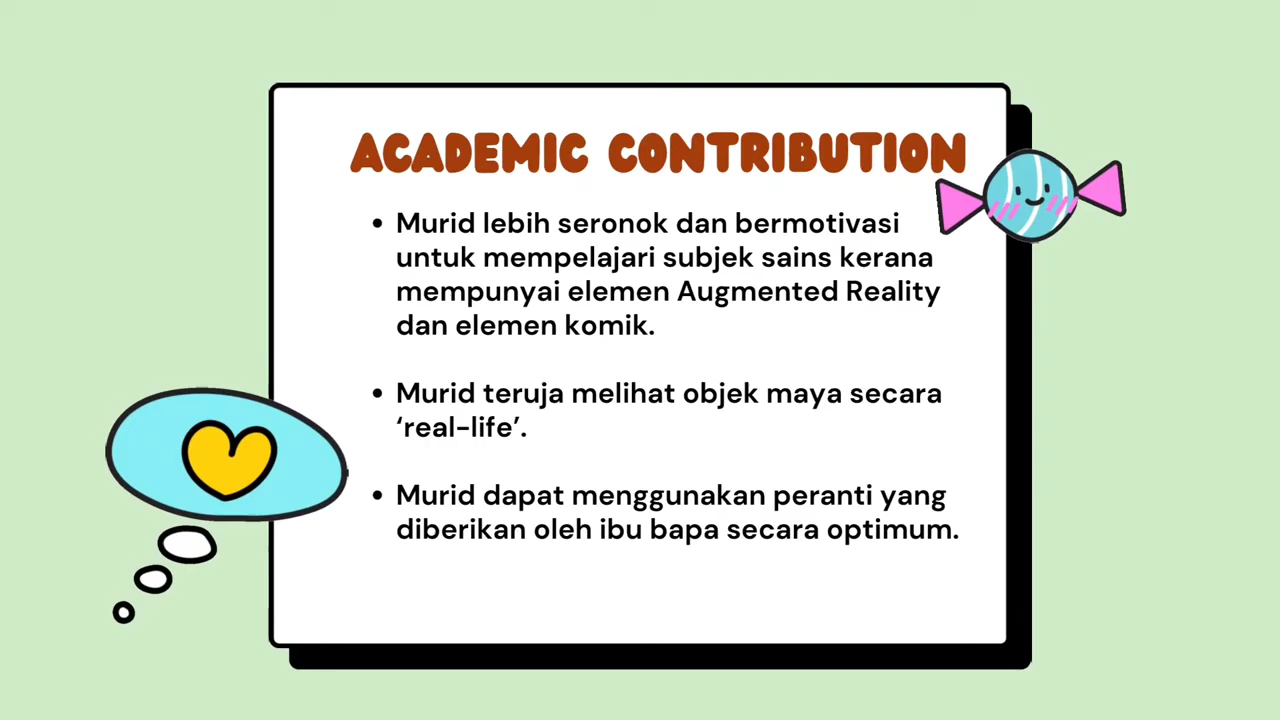 ACADEMIC CONTRIBUTION
• Murid lebih seronok dan bermotivasi
untuk mempelajari subjek sains kerana
mempunyai elemen Augmented Reality
dan elemen komik.
• Murid teruja melihat objek maya secara
‘real-life’.
• Murid dapat menggunakan peranti yang
diberikan oleh ibu bapa secara optimum.